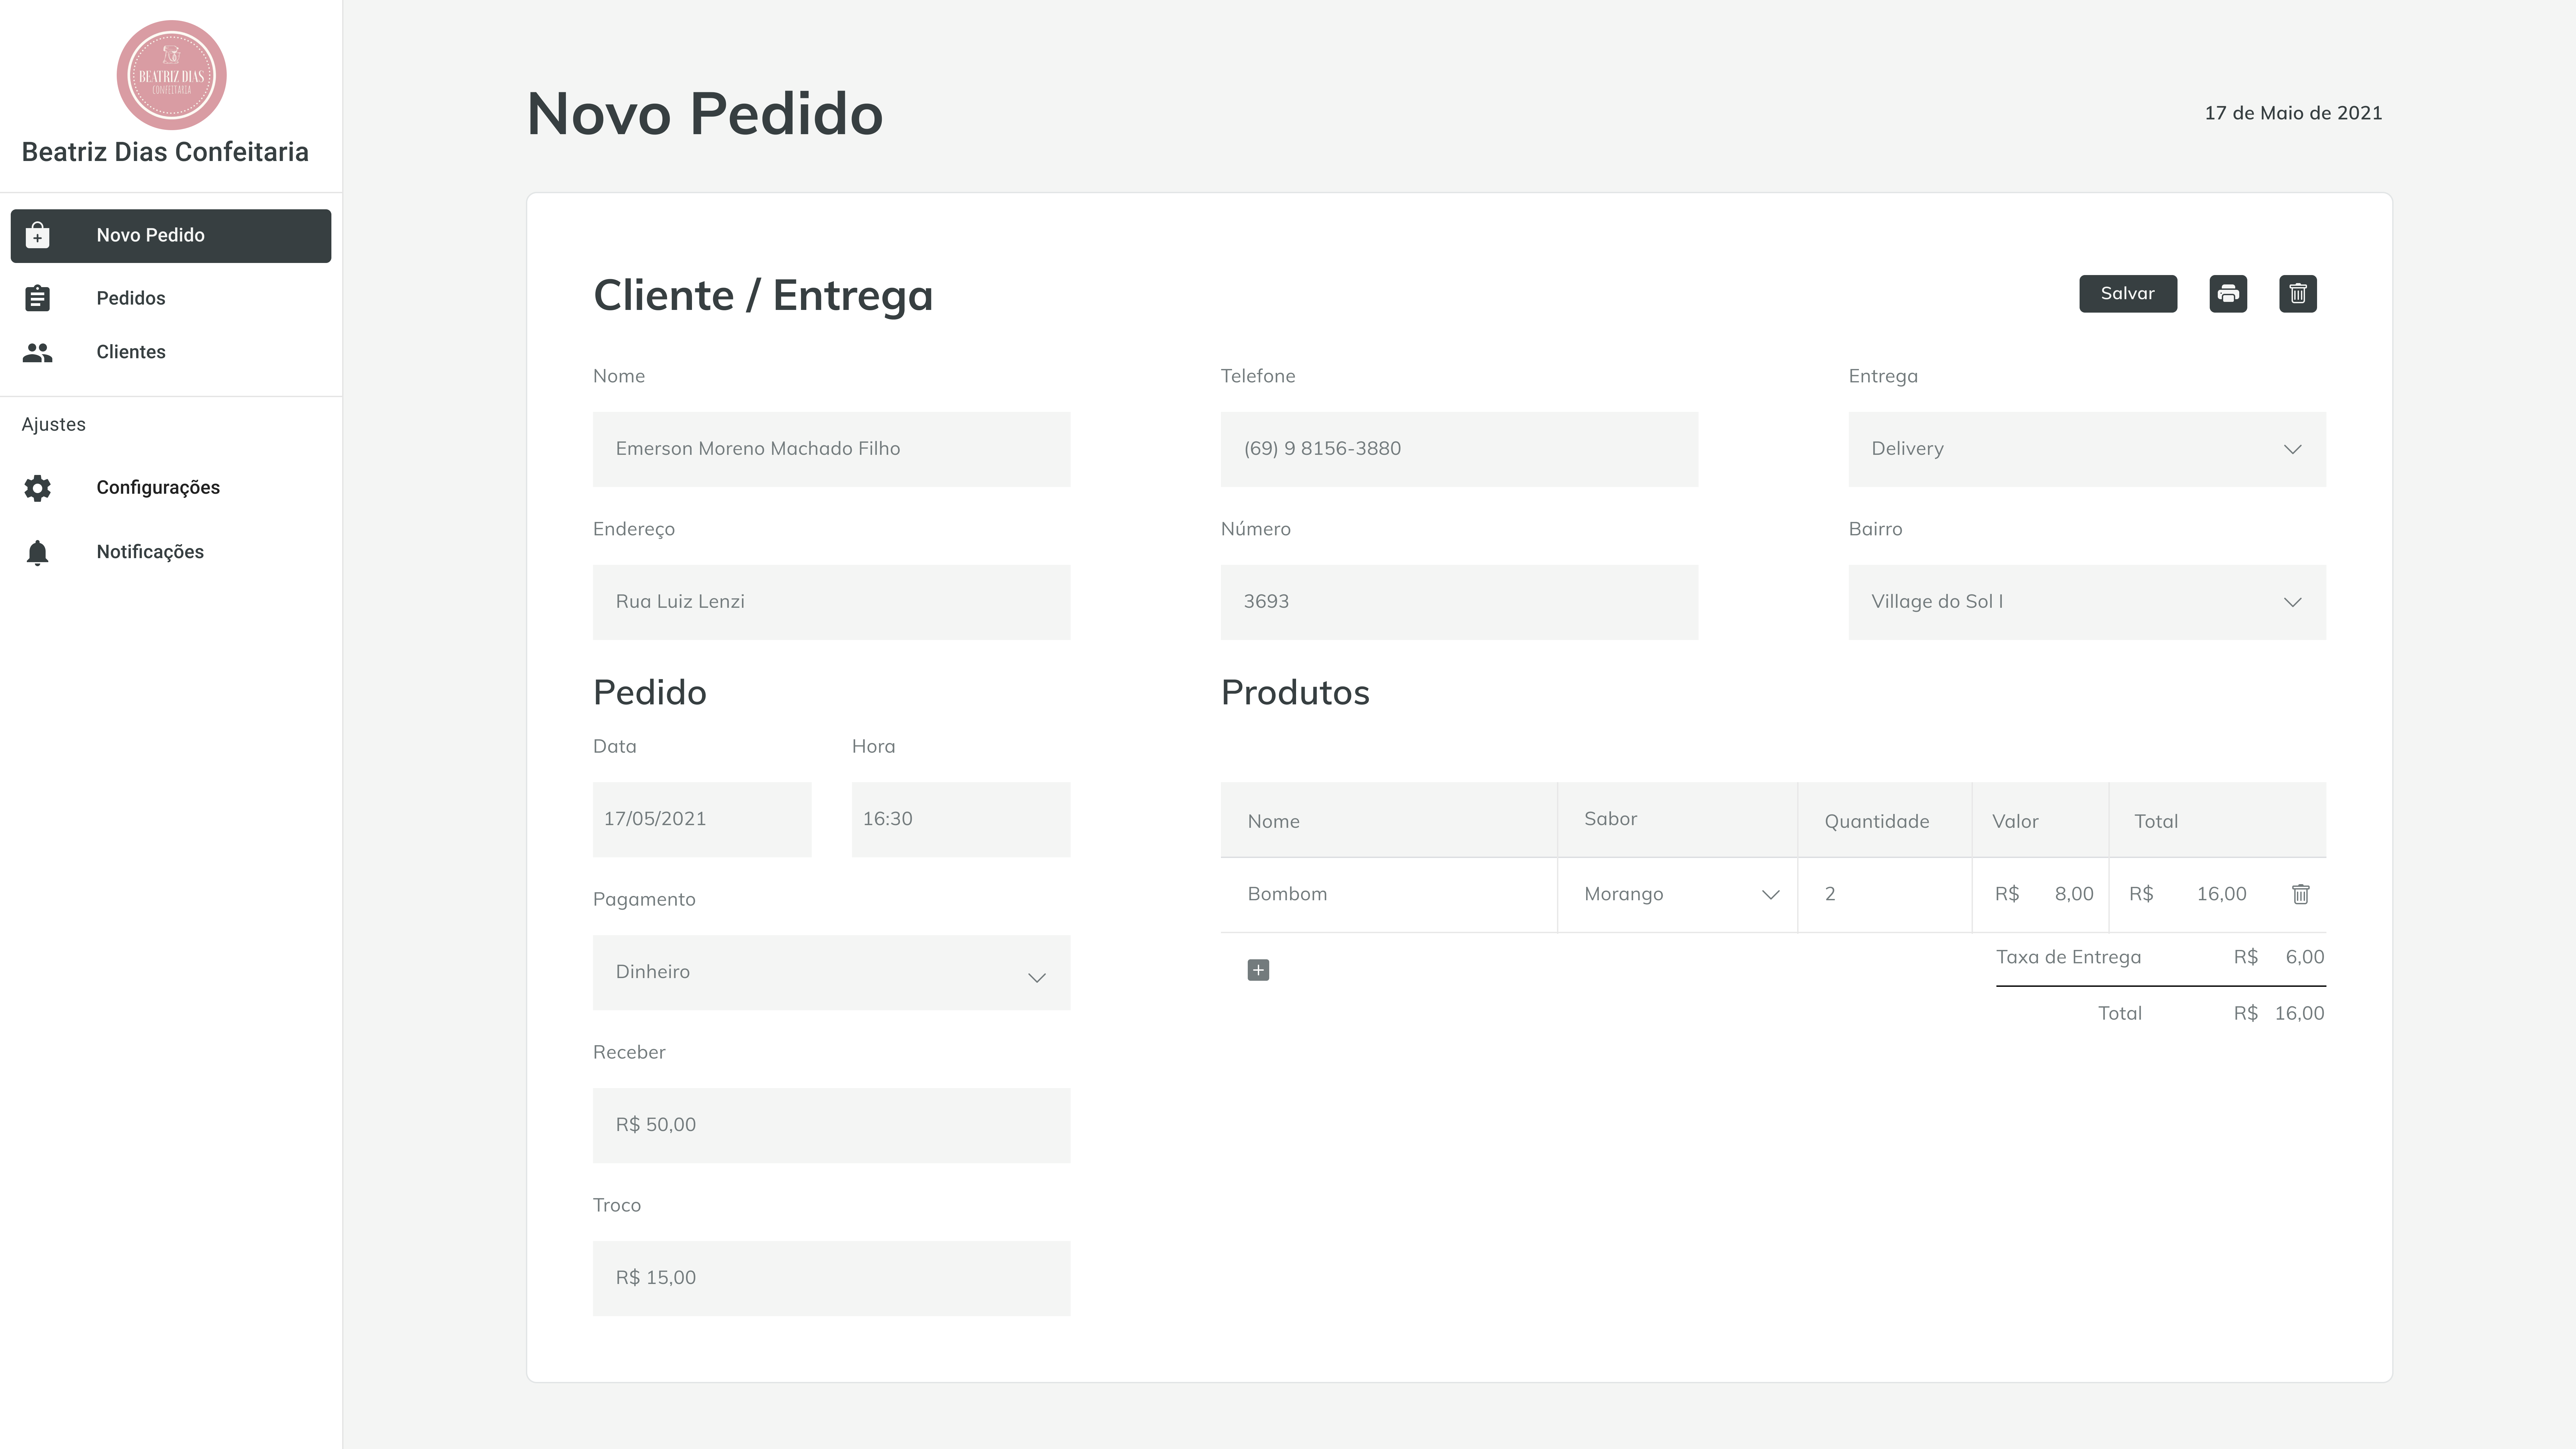 BEATRIZ DIAS
CONFEITARIA
Beatriz Dias Confeitaria
Novo Pedido
Pedidos
Clientes
Ajustes
Configurações
Notificações
Novo Pedido
17 de Maio de 2021
Cliente / Entrega
Salvar
Nome
Telefone
Entrega
Emerson Moreno Machado Filho
(69) 9 8156-3880
Delivery
Endereço
Número
Bairro
Rua Luiz Lenzi
3693
Village do Sol I
Pedido
Data
Hora
17/05/2021
16:30
Pagamento
Dinheiro
Receber
R$ 50,00
Troco
R$ 15,00
Produtos
Nome Sabor Quantidade Valor Total
Bombom Morango 2 R$ 8,00 R$ 16,00
Taxa de Entrega R$ 6,00
Total R$ 16,00